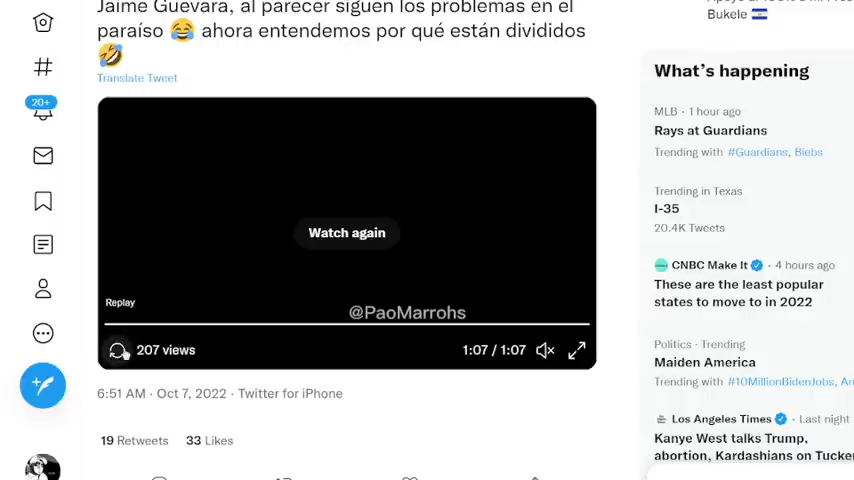 Jaime Guevara, al parecer siguen los problemas en el
paraíso 😂 ahora entendemos por qué están divididos
🤣
Translate Tweet
Watch again
Replay
@PaoMarrohs
207 views
1:07 / 1:07
6:51 AM · Oct 7, 2022 · Twitter for iPhone
19 Retweets 33 Likes
20+
Bukele 🇸🇻
What's happening
MLB · 1 hour ago
Rays at Guardians
Trending with #Guardians, Biebs
Trending in Texas
I-35
20.4K Tweets
CNBC Make It · 4 hours ago
These are the least popular
states to move to in 2022
Politics · Trending
Maiden America
Trending with #10MillionBidenJobs,
Los Angeles Times · Last night
Kanye West talks Trump,
abortion, Kardashians on Tucker